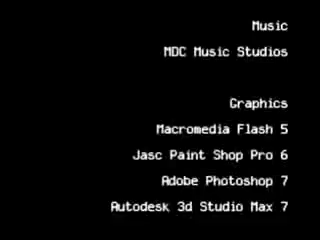 Music
MDC Music Studios
Graphics
Macromedia Flash 5
Jasc Paint Shop Pro 6
Adobe Photoshop 7
Autodesk 3d Studio Max 7